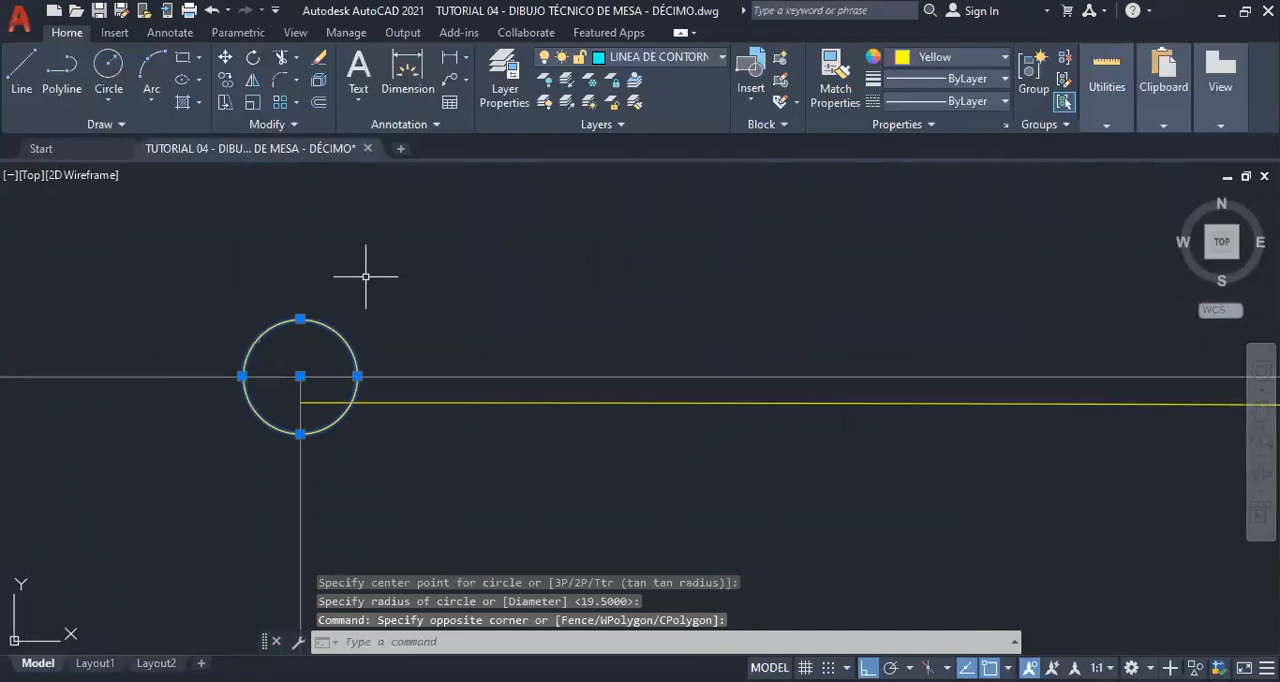 Autodesk AutoCAD 2021 TUTORIAL 04 - DIBUJO TÉCNICO DE MESA - DÉCIMO.dwg Type a keyword or phrase Sign In
Home Insert Annotate Parametric View Manage Output Add-ins Collaborate Featured Apps
LINEA DE CONTORN
Yellow
ByLayer
ByLayer
Line Polyline Circle Arc Text Dimension Layer Properties Insert Match Properties Group Utilities Clipboard View
Draw Modify Annotation Layers Block Properties Groups
Start TUTORIAL 04 - DIBU... DE MESA - DÉCIMO*
[−][Top][2D Wireframe]
N
W TOP E
S
WCS
Specify center point for circle or [3P/2P/Ttr (tan tan radius)]:
Specify radius of circle or [Diameter] <19.5000>:
Command: Specify opposite corner or [Fence/WPolygon/CPolygon]:
Type a command
Y
X
Model Layout1 Layout2 MODEL 1:1